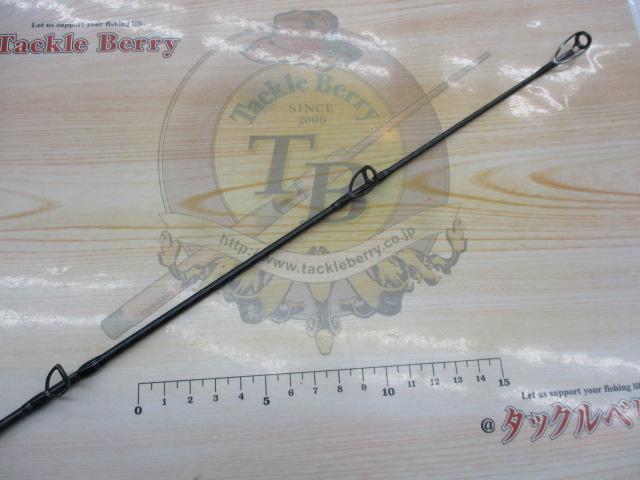 Let us support your fishing life.
Tackle Berry
Tackle Berry
SINCE
2000
TB
http://www.tackleberry.co.jp
0 1 2 3 4 5 6 7 8 9 10 11 12 13 14 15
Let us support your fishing life
@タックルベ